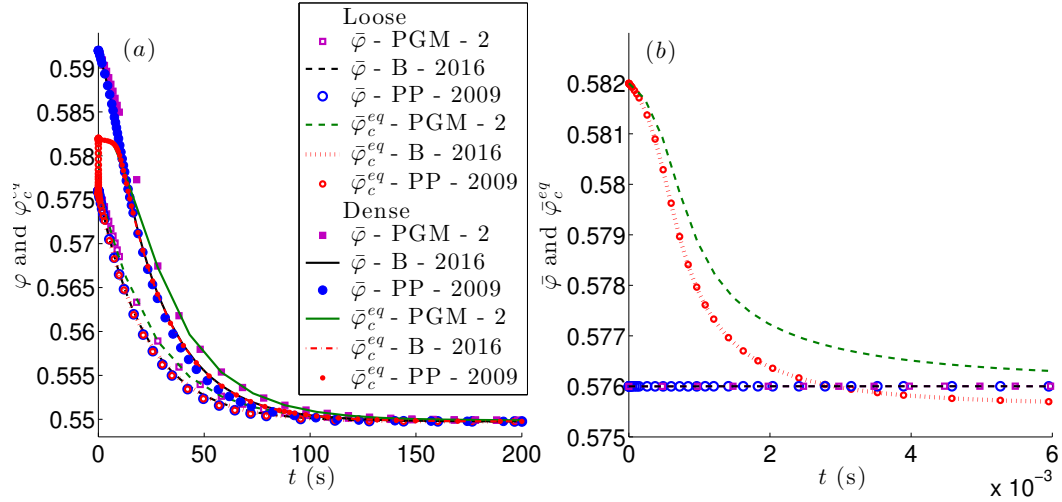 (a)
0.59
0.585
0.58
0.575
0.57
0.565
0.56
0.555
0.55
0
50
100
150
200
t (s)
Loose
φ̄ - PGM - 2
φ̄ - B - 2016
φ̄ - PP - 2009
φ̄_c^{eq} - PGM - 2
φ̄_c^{eq} - B - 2016
φ̄_c^{eq} - PP - 2009
Dense
φ̄ - PGM - 2
φ̄ - B - 2016
φ̄ - PP - 2009
φ̄_c^{eq} - PGM - 2
φ̄_c^{eq} - B - 2016
φ̄_c^{eq} - PP - 2009
(b)
φ̄ and φ̄_c^{eq}
0.582
0.581
0.58
0.579
0.578
0.577
0.576
0.575
0
2
4
6
x 10⁻³
t (s)